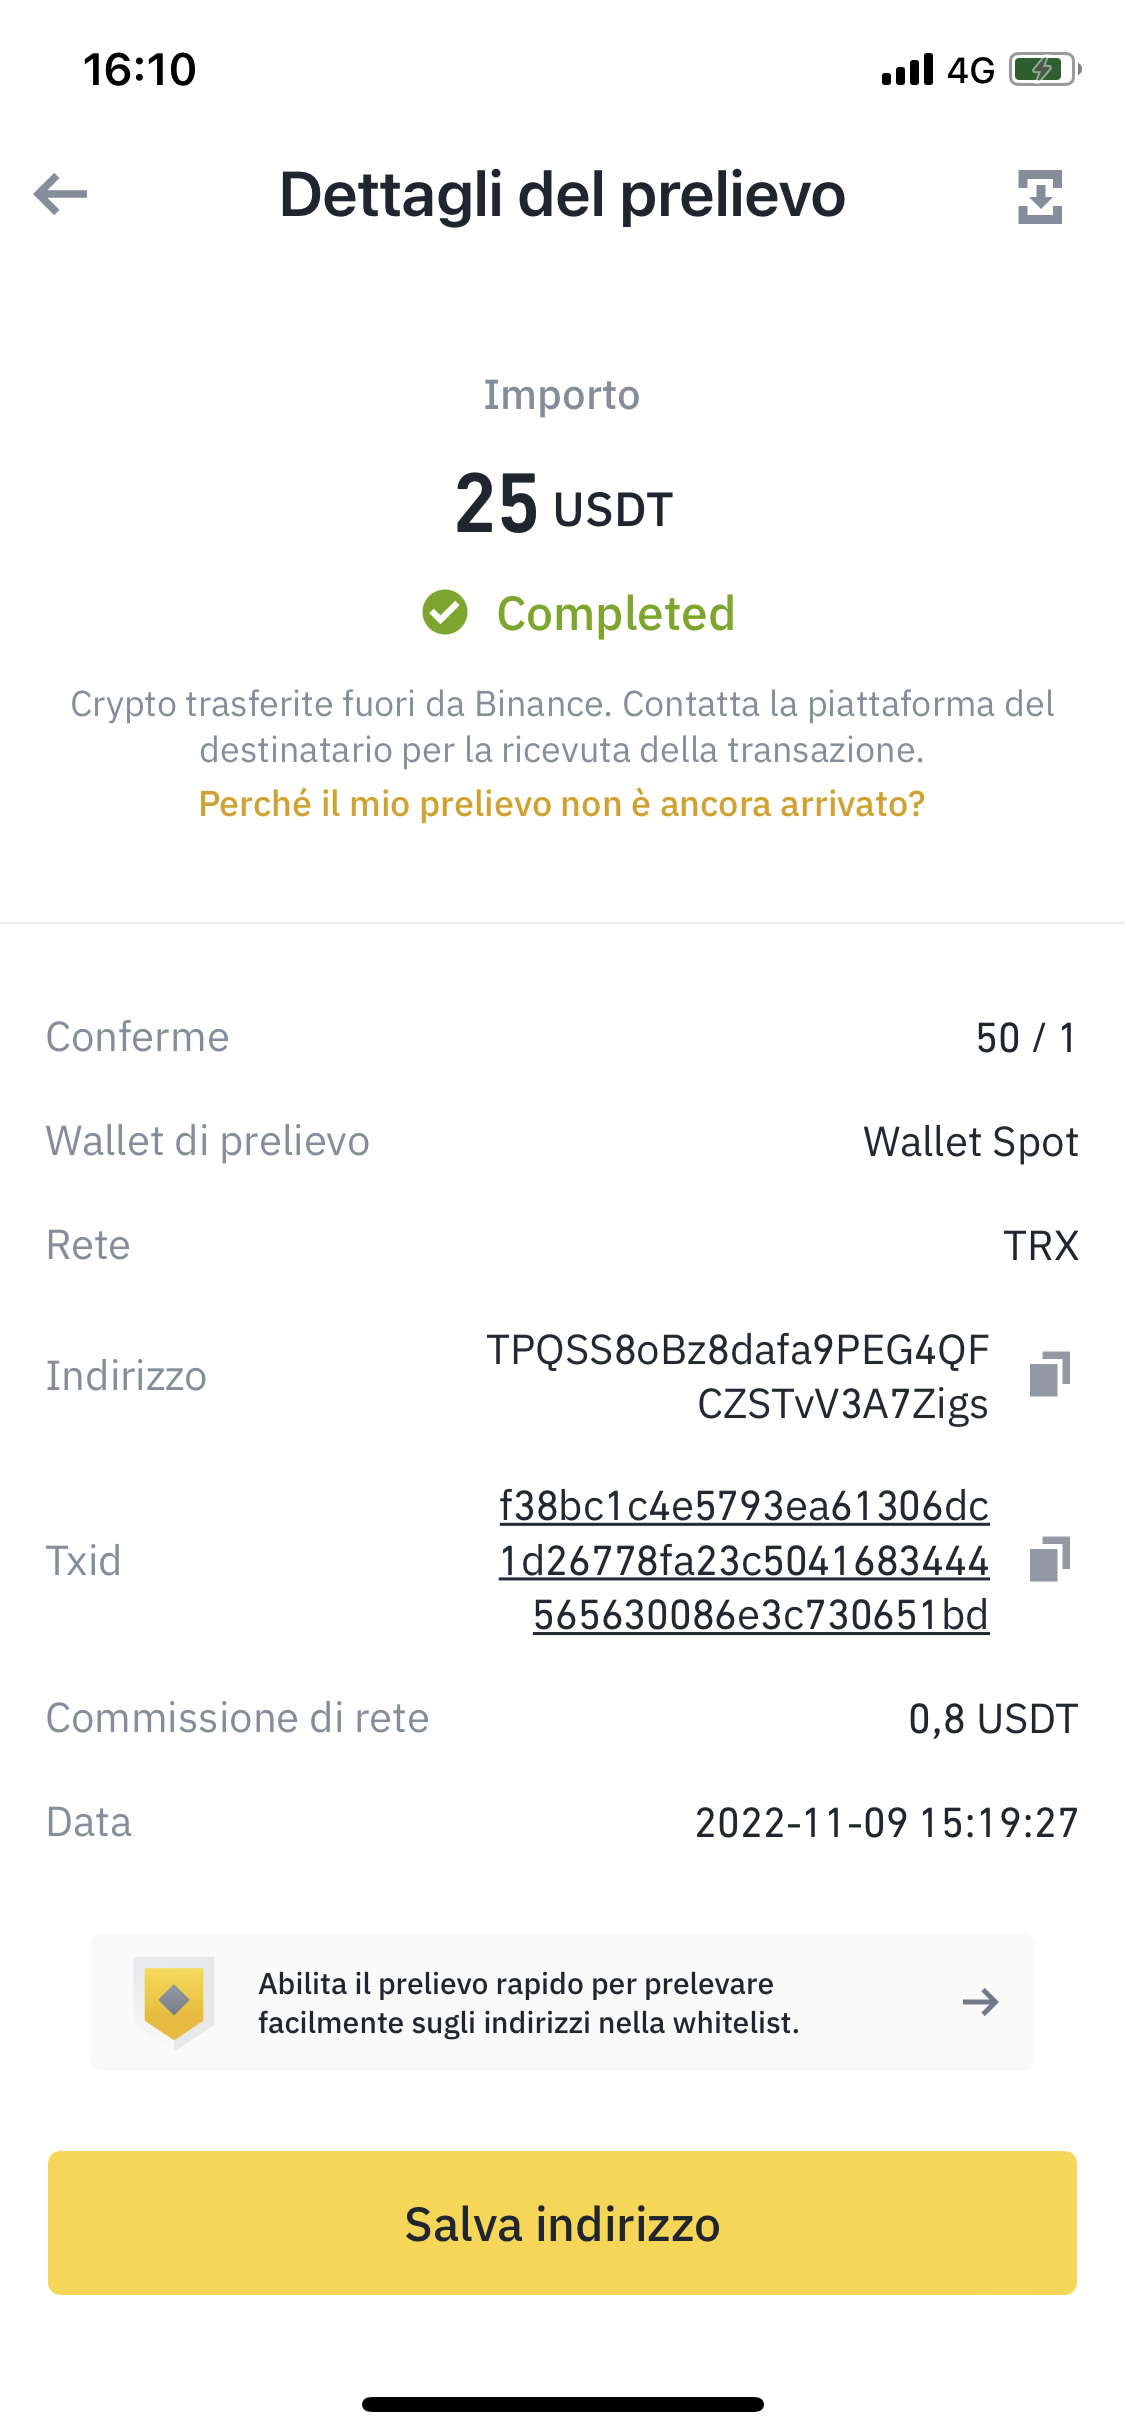 16:10
4G
Dettagli del prelievo
Importo
25 USDT
Completed
Crypto trasferite fuori da Binance. Contatta la piattaforma del
destinatario per la ricevuta della transazione.
Perché il mio prelievo non è ancora arrivato?
Conferme 50 / 1
Wallet di prelievo Wallet Spot
Rete TRX
Indirizzo TPQSS8oBz8dafa9PEG4QF
CZSTvV3A7Zigs
Txid f38bc1c4e5793ea61306dc
1d26778fa23c5041683444
565630086e3c730651bd
Commissione di rete 0,8 USDT
Data 2022-11-09 15:19:27
Abilita il prelievo rapido per prelevare
facilmente sugli indirizzi nella whitelist.
Salva indirizzo